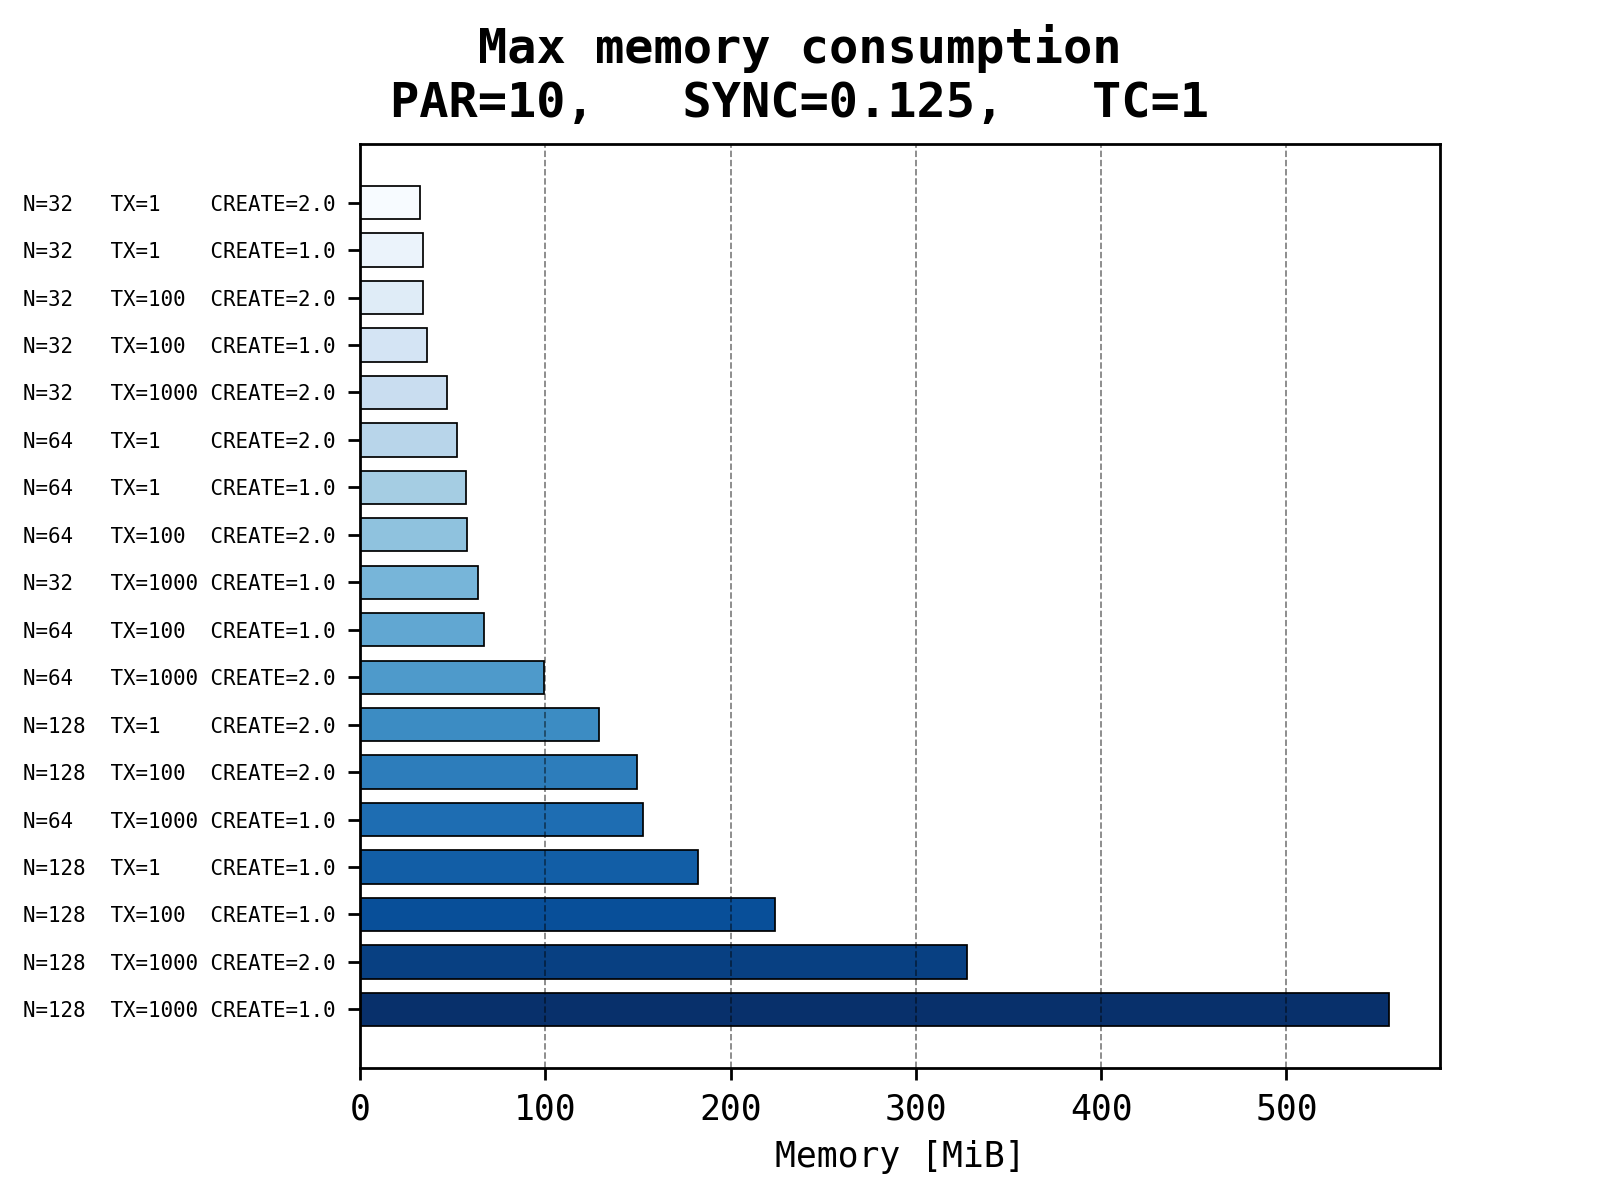 Max memory consumption
PAR=10,   SYNC=0.125,   TC=1
N=32   TX=1    CREATE=2.0
N=32   TX=1    CREATE=1.0
N=32   TX=100  CREATE=2.0
N=32   TX=100  CREATE=1.0
N=32   TX=1000 CREATE=2.0
N=64   TX=1    CREATE=2.0
N=64   TX=1    CREATE=1.0
N=64   TX=100  CREATE=2.0
N=32   TX=1000 CREATE=1.0
N=64   TX=100  CREATE=1.0
N=64   TX=1000 CREATE=2.0
N=128  TX=1    CREATE=2.0
N=128  TX=100  CREATE=2.0
N=64   TX=1000 CREATE=1.0
N=128  TX=1    CREATE=1.0
N=128  TX=100  CREATE=1.0
N=128  TX=1000 CREATE=2.0
N=128  TX=1000 CREATE=1.0
0 100 200 300 400 500
Memory [MiB]